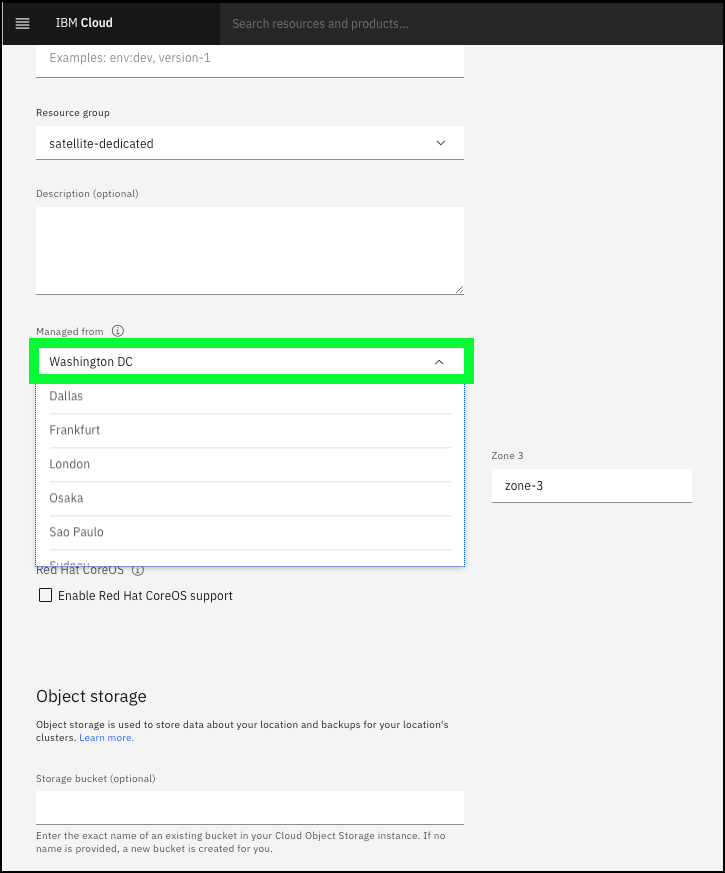 IBM Cloud
Search resources and products...
Examples: env:dev, version-1
Resource group
satellite-dedicated
Description (optional)
Managed from
Washington DC
Dallas
Frankfurt
London
Osaka
Sao Paulo
Sydney
Zone 3
zone-3
Red Hat CoreOS
Enable Red Hat CoreOS support
Object storage
Object storage is used to store data about your location and backups for your location's
clusters. Learn more.
Storage bucket (optional)
Enter the exact name of an existing bucket in your Cloud Object Storage instance. If no
name is provided, a new bucket is created for you.